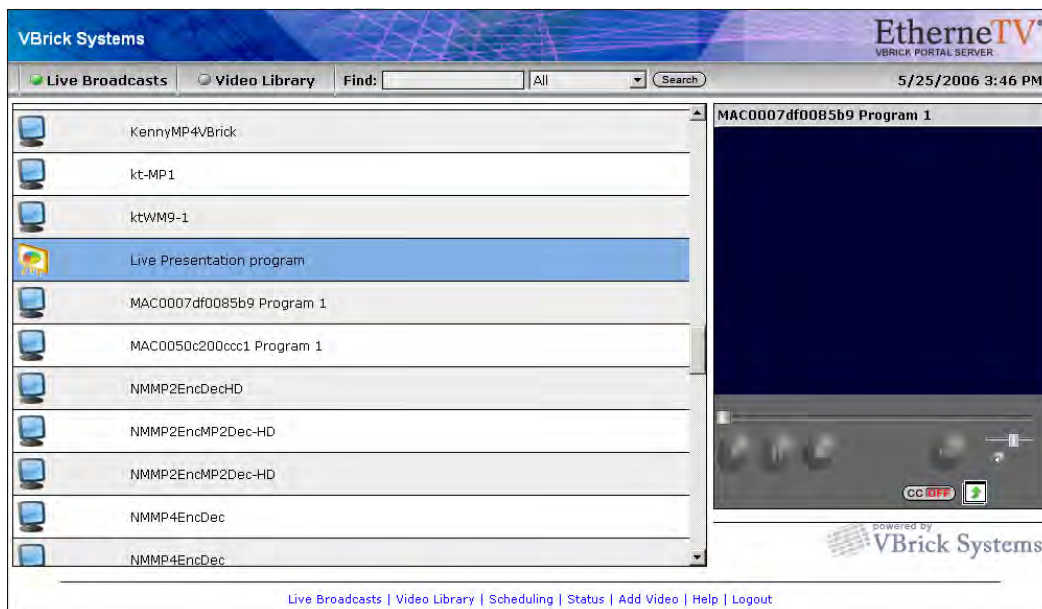 VBrick Systems
EtherneTV®
VBRICK PORTAL SERVER
Live Broadcasts Video Library Find: All Search 5/25/2006 3:46 PM
KennyMP4VBrick
kt-MP1
ktWM9-1
Live Presentation program
MAC0007df0085b9 Program 1
MAC0050c200ccc1 Program 1
NMMP2EncDecHD
NMMP2EncMP2Dec-HD
NMMP2EncMP2Dec-HD
NMMP4EncDec
NMMP4EncDec
MAC0007df0085b9 Program 1
CC OFF
powered by
VBrick Systems
Live Broadcasts | Video Library | Scheduling | Status | Add Video | Help | Logout